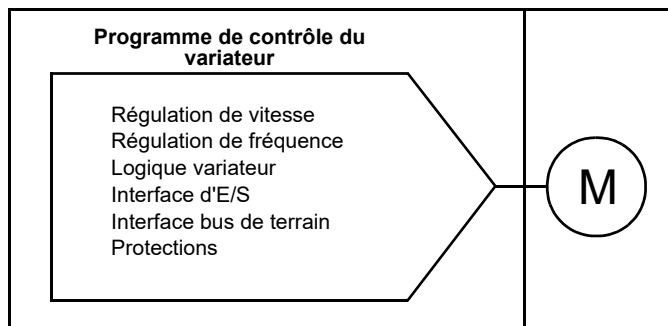 Programme de contrôle du
variateur
Régulation de vitesse
Régulation de fréquence
Logique variateur
Interface d'E/S
Interface bus de terrain
Protections
M